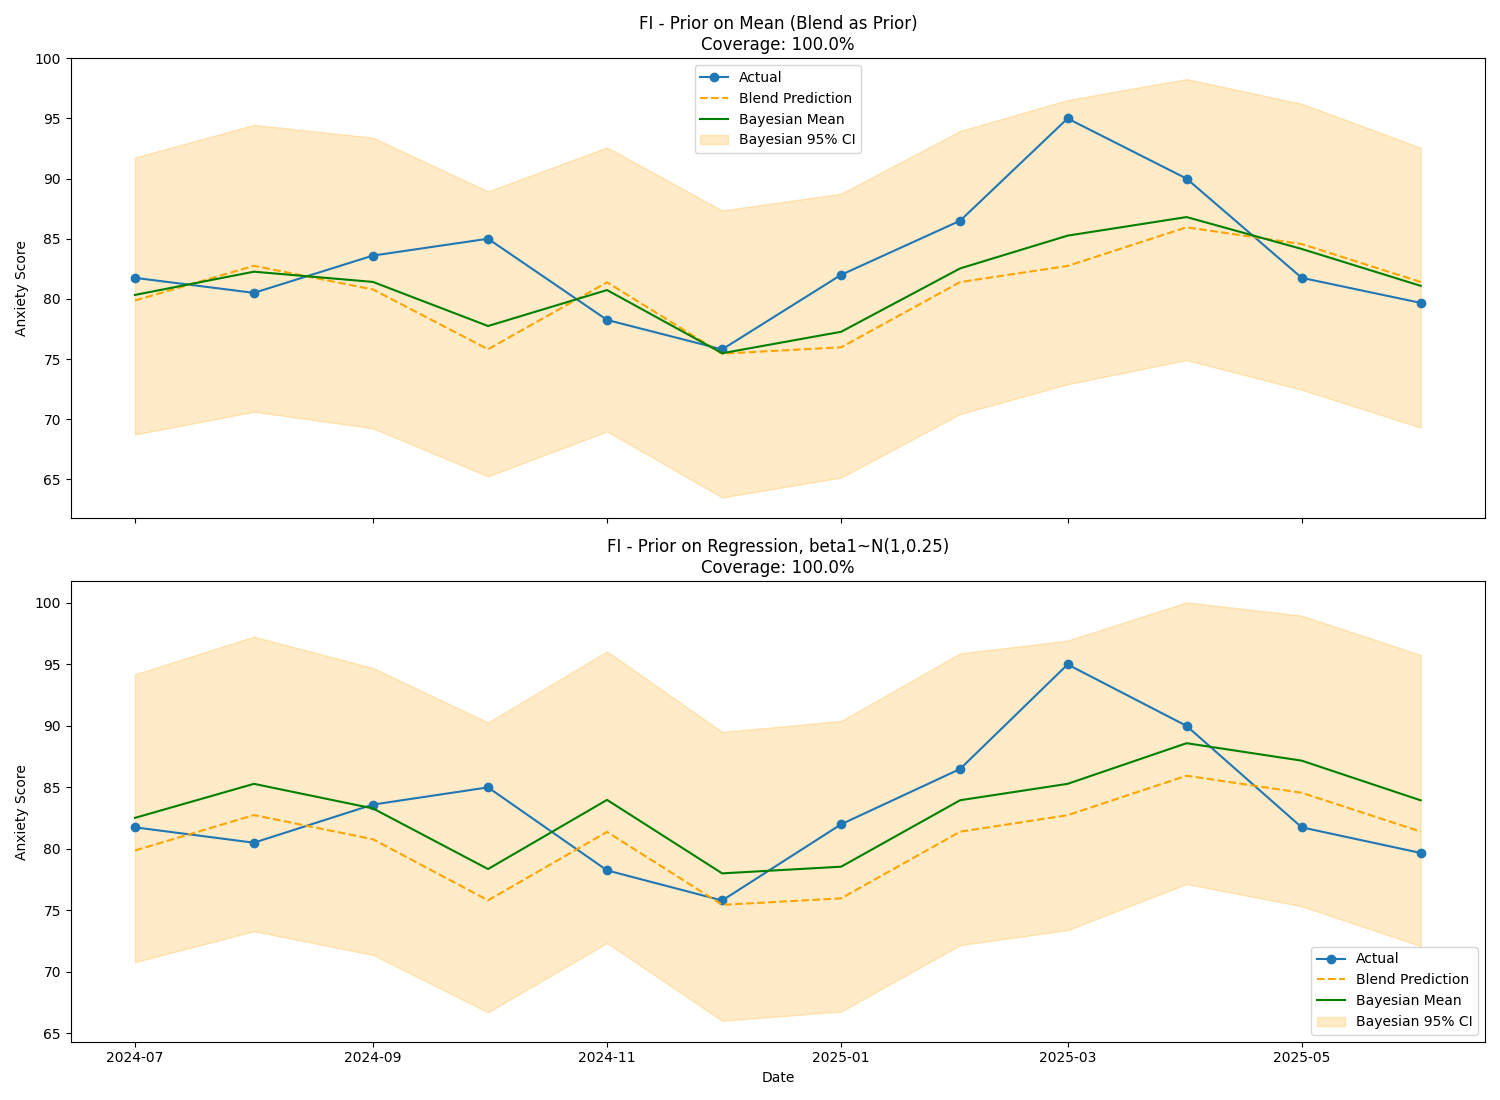 FI - Prior on Mean (Blend as Prior)
Coverage: 100.0%
Anxiety Score
100
95
90
85
80
75
70
65
Actual
Blend Prediction
Bayesian Mean
Bayesian 95% CI
FI - Prior on Regression, beta1~N(1,0.25)
Coverage: 100.0%
Anxiety Score
100
95
90
85
80
75
70
65
Actual
Blend Prediction
Bayesian Mean
Bayesian 95% CI
2024-07 2024-09 2024-11 2025-01 2025-03 2025-05
Date